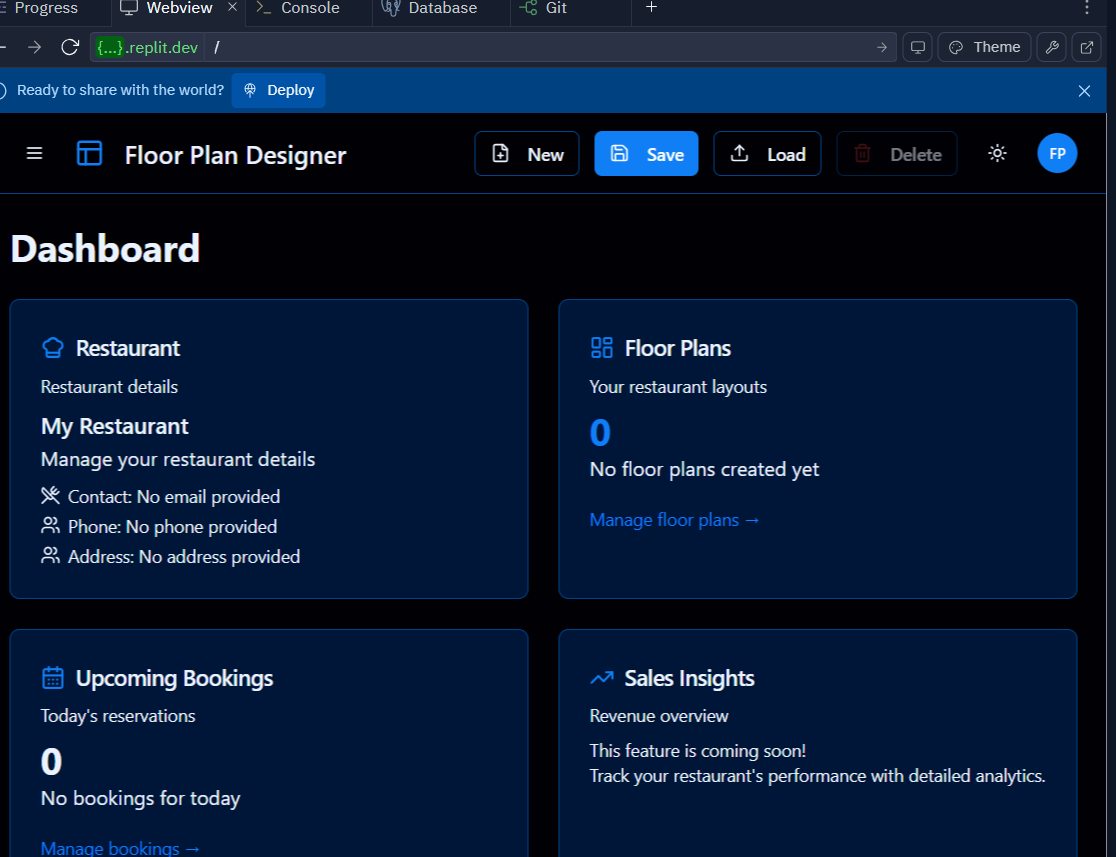 Progress
Webview
Console
Database
Git
{...}.replit.dev /
Theme
Ready to share with the world?
Deploy
Floor Plan Designer
New
Save
Load
Delete
FP
Dashboard
Restaurant
Restaurant details
My Restaurant
Manage your restaurant details
Contact: No email provided
Phone: No phone provided
Address: No address provided
Floor Plans
Your restaurant layouts
0
No floor plans created yet
Manage floor plans →
Upcoming Bookings
Today's reservations
0
No bookings for today
Manage bookings →
Sales Insights
Revenue overview
This feature is coming soon!
Track your restaurant's performance with detailed analytics.